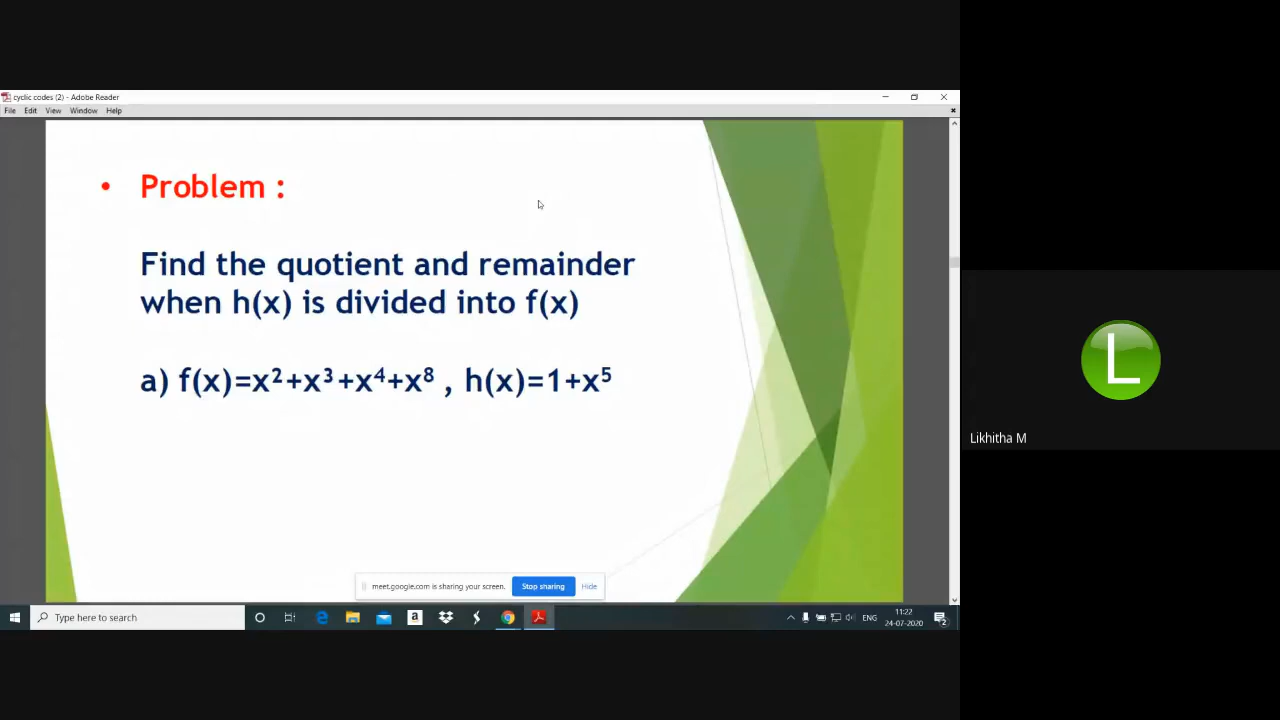 cyclic codes (2) - Adobe Reader
File Edit View Window Help
• Problem :
Find the quotient and remainder
when h(x) is divided into f(x)
a) f(x)=x²+x³+x⁴+x⁸ , h(x)=1+x⁵
L
Likhitha M
meet.google.com is sharing your screen. Stop sharing Hide
Type here to search
ENG
11:22
24-07-2020
2